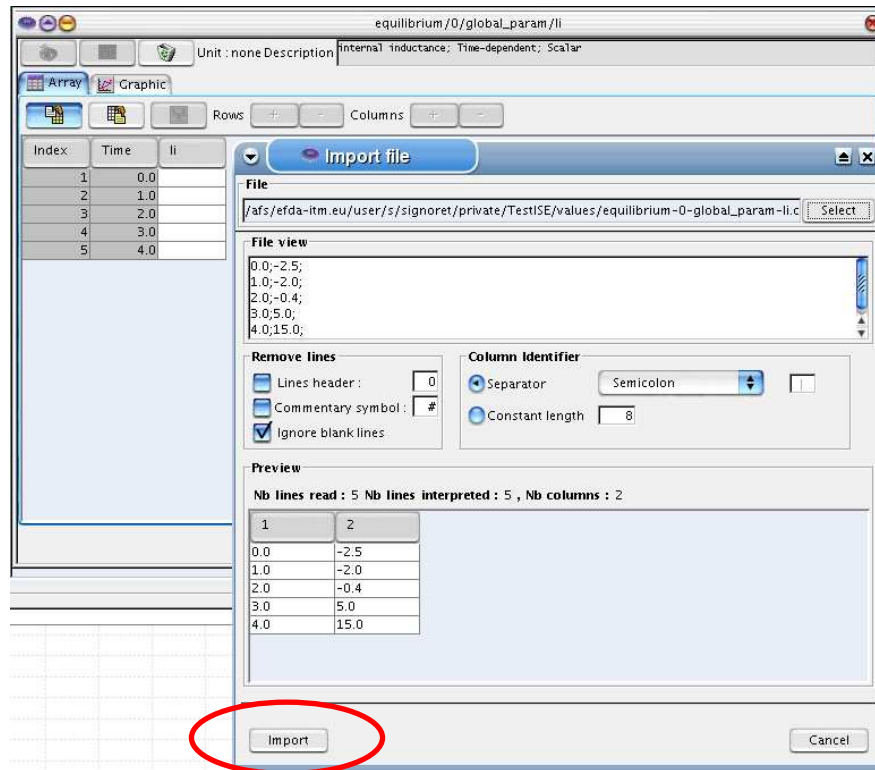 equilibrium/0/global_param/li
Unit : none Description internal inductance; Time-dependent; Scalar
Array Graphic
Rows + - Columns + -
Index Time li
1 0.0
2 1.0
3 2.0
4 3.0
5 4.0
Import file
File
/afs/efda-itm.eu/user/s/signoret/private/TestISE/values/equilibrium-0-global_param-li.c Select
File view
0.0;-2.5;
1.0;-2.0;
2.0;-0.4;
3.0;5.0;
4.0;15.0;
Remove lines
Lines header : 0
Commentary symbol : #
Ignore blank lines
Column Identifier
Separator Semicolon |
Constant length 8
Preview
Nb lines read : 5 Nb lines interpreted : 5 , Nb columns : 2
1 2
0.0 -2.5
1.0 -2.0
2.0 -0.4
3.0 5.0
4.0 15.0
Import Cancel